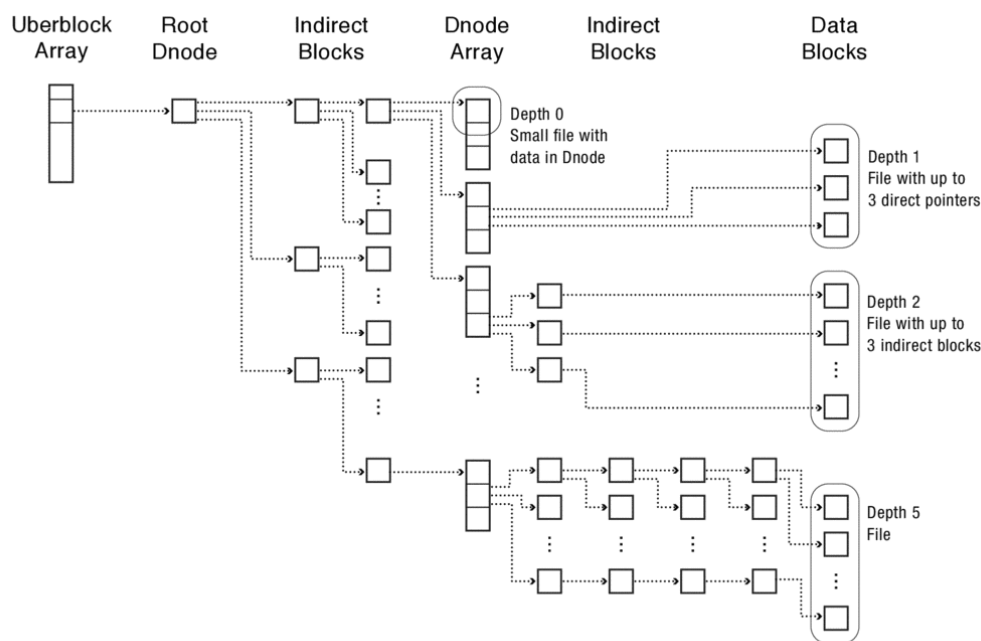 Uberblock
Array
Root
Dnode
Indirect
Blocks
Dnode
Array
Indirect
Blocks
Data
Blocks
Depth 0
Small file with
data in Dnode
Depth 1
File with up to
3 direct pointers
Depth 2
File with up to
3 indirect blocks
Depth 5
File